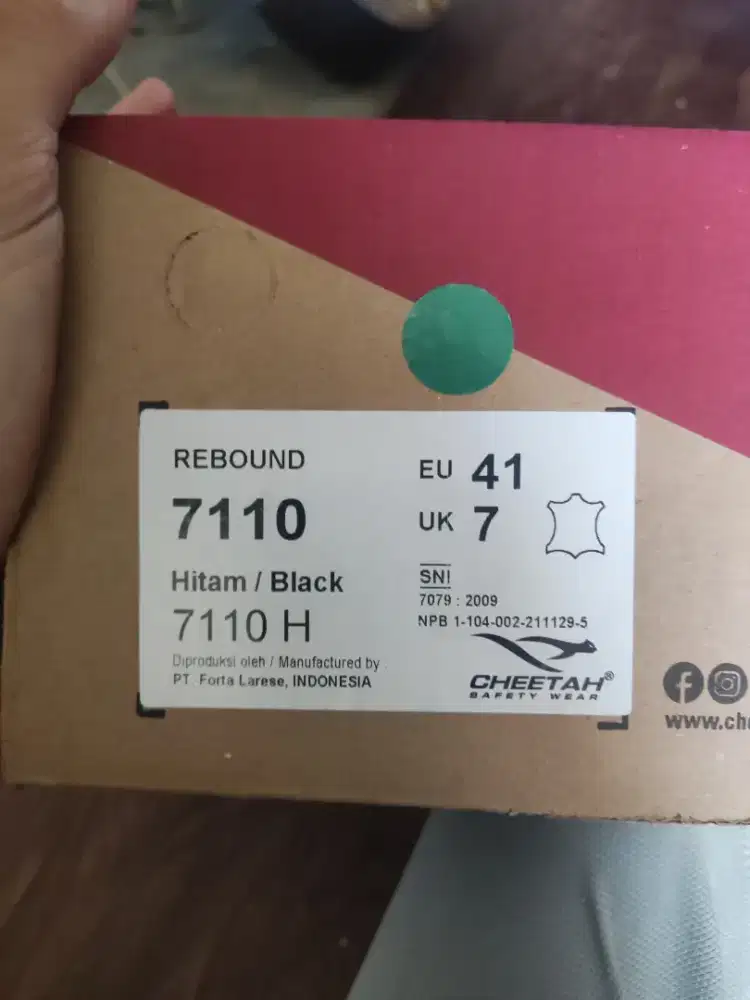 REBOUND
7110
Hitam / Black
7110 H
Diproduksi oleh / Manufactured by
PT. Forta Larese, INDONESIA
EU 41
UK 7
SNI
7079 : 2009
NPB 1-104-002-211129-5
CHEETAH®
SAFETY WEAR
www.che